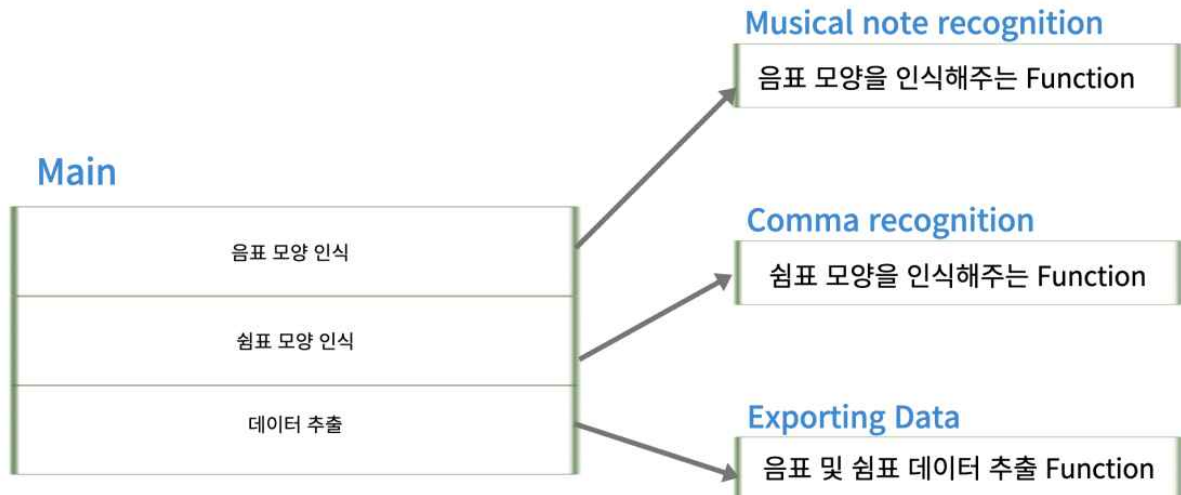 Main
음표 모양 인식
쉼표 모양 인식
데이터 추출
Musical note recognition
음표 모양을 인식해주는 Function
Comma recognition
쉼표 모양을 인식해주는 Function
Exporting Data
음표 및 쉼표 데이터 추출 Function